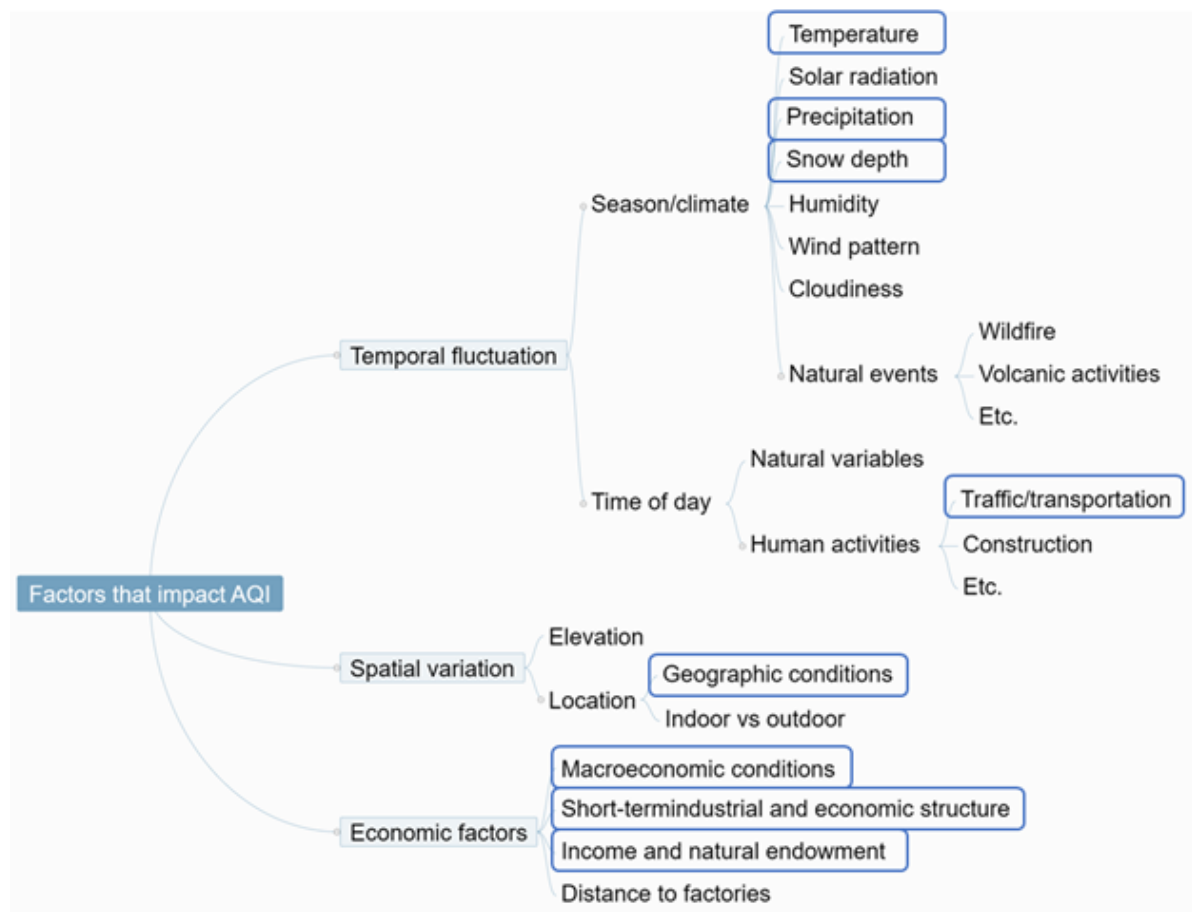 Temperature
Solar radiation
Precipitation
Snow depth
Season/climate
Humidity
Wind pattern
Cloudiness
Wildfire
Temporal fluctuation
Natural events
Volcanic activities
Etc.
Natural variables
Time of day
Traffic/transportation
Human activities
Construction
Etc.
Factors that impact AQI
Elevation
Spatial variation
Geographic conditions
Location
Indoor vs outdoor
Macroeconomic conditions
Short-termindustrial and economic structure
Economic factors
Income and natural endowment
Distance to factories